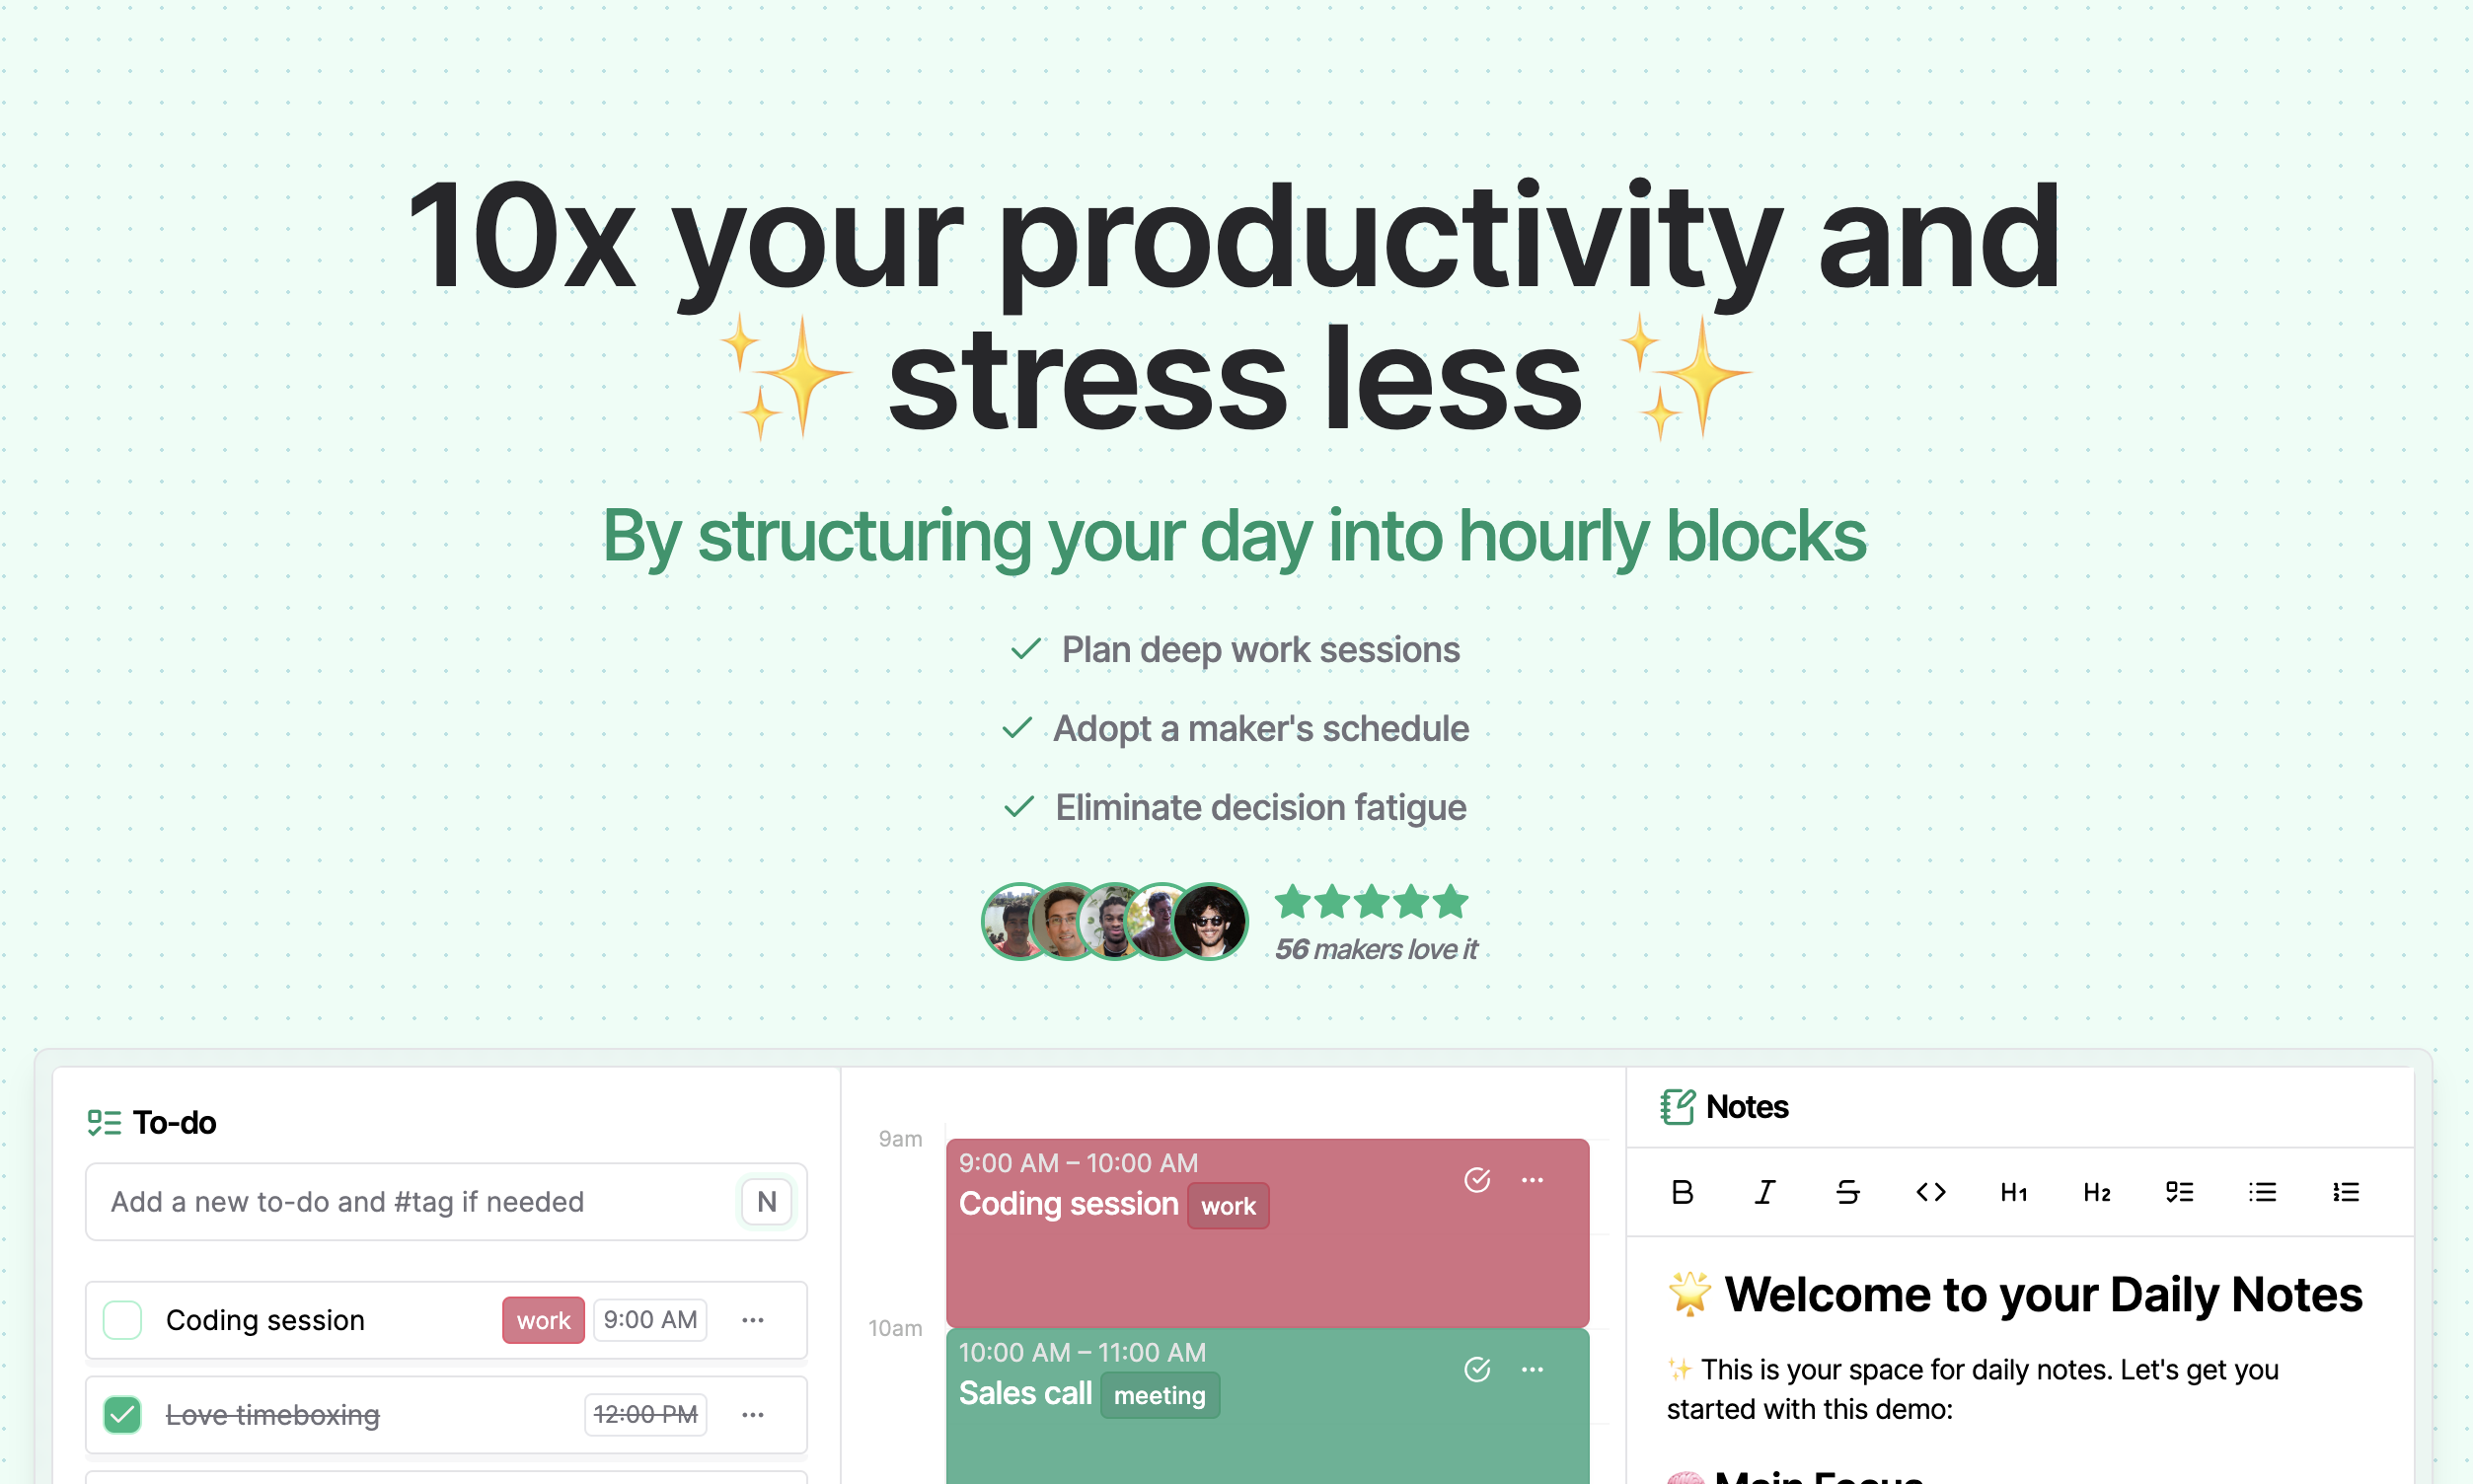 10x your productivity and
✨ stress less ✨
By structuring your day into hourly blocks
Plan deep work sessions
Adopt a maker's schedule
Eliminate decision fatigue
56 makers love it
To-do
Add a new to-do and #tag if needed N
Coding session work 9:00 AM ...
Love timeboxing 12:00 PM ...
9am
9:00 AM – 10:00 AM
Coding session work
10am
10:00 AM – 11:00 AM
Sales call meeting
Notes
B I S <> H1 H2
🌟 Welcome to your Daily Notes
✨ This is your space for daily notes. Let's get you
started with this demo:
🧠 Main Focus